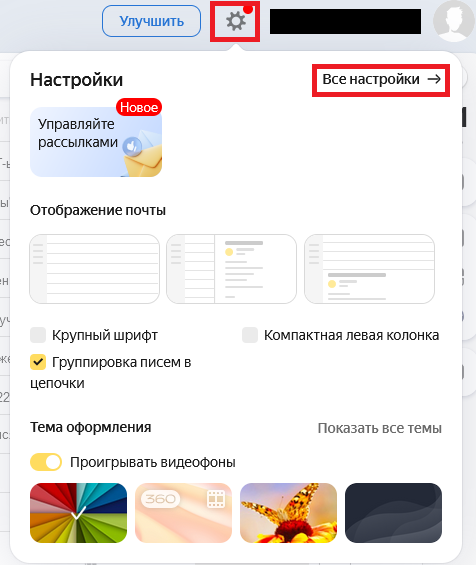 Улучшить
Настройки
Все настройки →
Новое
Управляйте
рассылками
Отображение почты
Крупный шрифт
Компактная левая колонка
Группировка писем в
цепочки
Тема оформления
Показать все темы
Проигрывать видеофоны
360